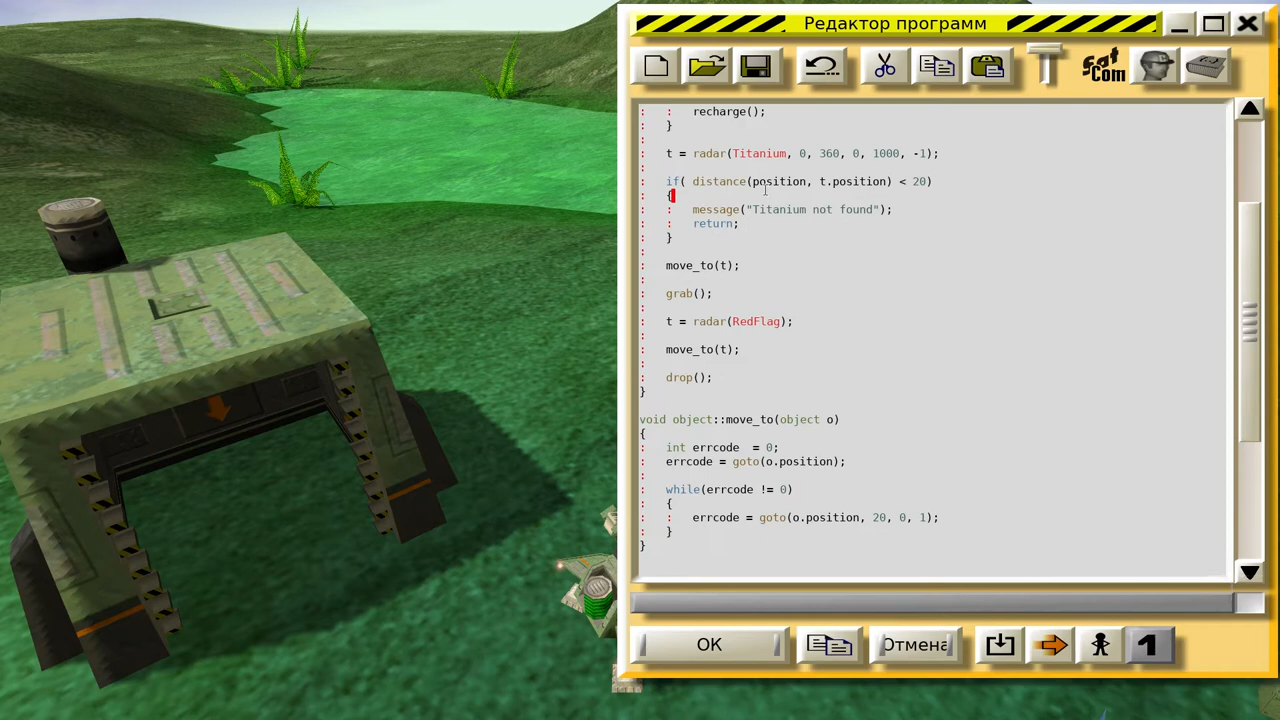 Редактор программ
Sat
Com
:   :   recharge();
:   }
:
:   t = radar(Titanium, 0, 360, 0, 1000, -1);
:
:   if( distance(position, t.position) < 20)
:   {
:   :   message("Titanium not found");
:   :   return;
:   }
:
:   move_to(t);
:
:   grab();
:
:   t = radar(RedFlag);
:
:   move_to(t);
:
:   drop();
}
void object::move_to(object o)
{
:   int errcode  = 0;
:   errcode = goto(o.position);
:
:   while(errcode != 0)
:   {
:   :   errcode = goto(o.position, 20, 0, 1);
:   }
}
OK
Отмена
1